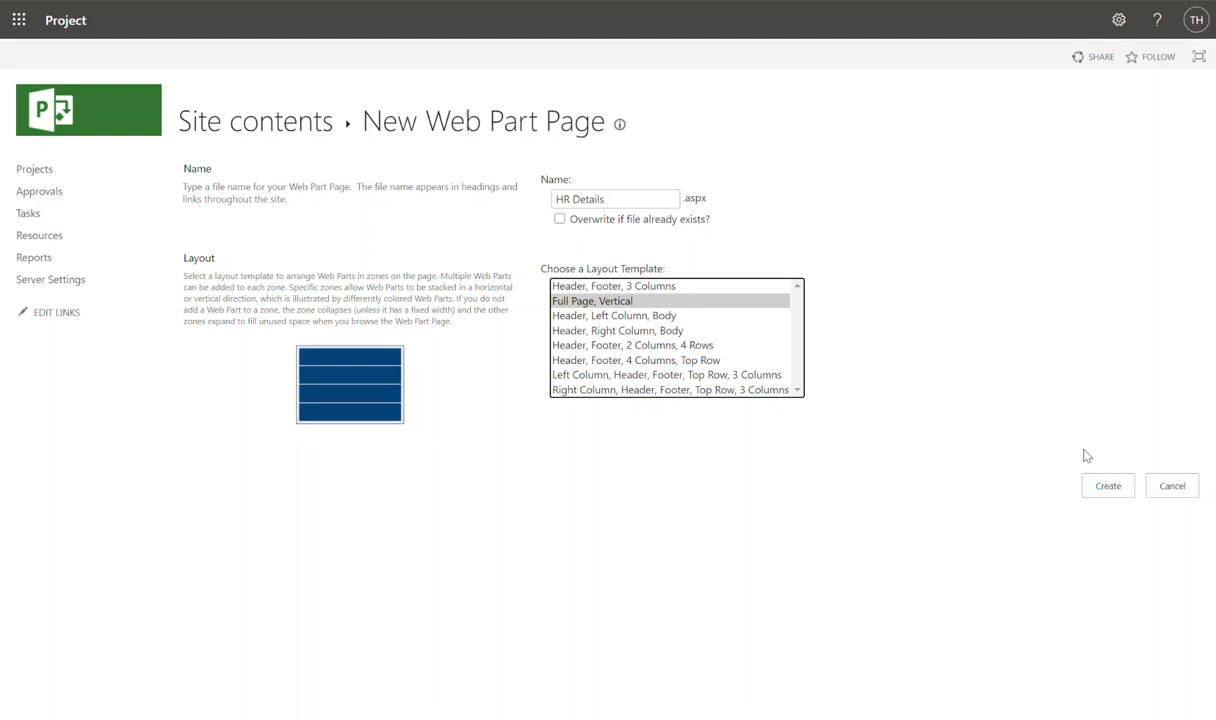 Project
?
TH
SHARE
FOLLOW
P
Site contents ▸ New Web Part Page
Projects
Approvals
Tasks
Resources
Reports
Server Settings
EDIT LINKS
Name
Type a file name for your Web Part Page. The file name appears in headings and
links throughout the site.
Name:
HR Details
.aspx
Overwrite if file already exists?
Layout
Select a layout template to arrange Web Parts in zones on the page. Multiple Web Parts
can be added to each zone. Specific zones allow Web Parts to be stacked in a horizontal
or vertical direction, which is illustrated by differently colored Web Parts. If you do not
add a Web Part to a zone, the zone collapses (unless it has a fixed width) and the other
zones expand to fill unused space when you browse the Web Part Page.
Choose a Layout Template:
Header, Footer, 3 Columns
Full Page, Vertical
Header, Left Column, Body
Header, Right Column, Body
Header, Footer, 2 Columns, 4 Rows
Header, Footer, 4 Columns, Top Row
Left Column, Header, Footer, Top Row, 3 Columns
Right Column, Header, Footer, Top Row, 3 Columns
Create
Cancel